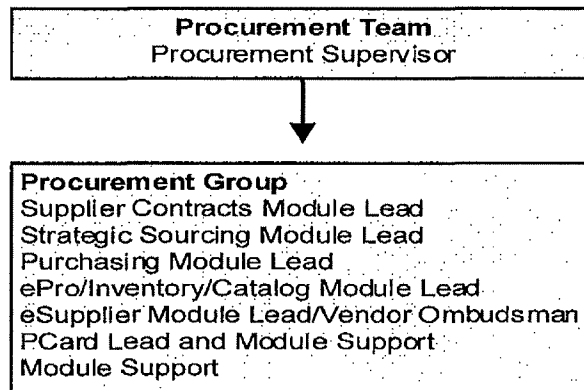 Procurement Team
Procurement Supervisor
Procurement Group
Supplier Contracts Module Lead
Strategic Sourcing Module Lead
Purchasing Module Lead
ePro/Inventory/Catalog Module Lead
eSupplier Module Lead/Vendor Ombudsman
PCard Lead and Module Support
Module Support